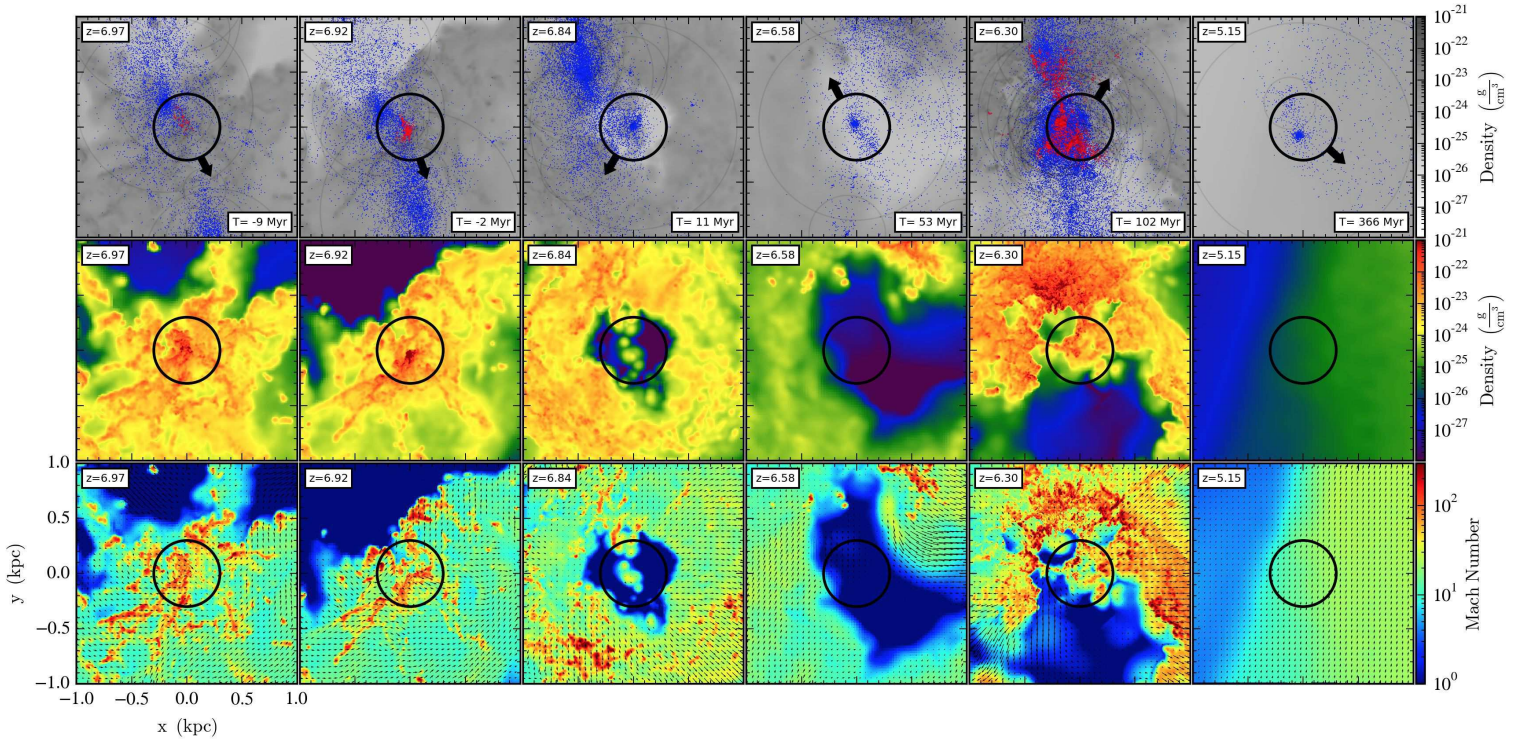 z=6.97 z=6.92 z=6.84 z=6.58 z=6.30 z=5.15
T= -9 Myr T= -2 Myr T= 11 Myr T= 53 Myr T= 102 Myr T= 366 Myr
10^-21
10^-22
10^-23
10^-24
10^-25
10^-26
10^-27
Density (g/cm^3)
z=6.97 z=6.92 z=6.84 z=6.58 z=6.30 z=5.15
10^-21
10^-22
10^-23
10^-24
10^-25
10^-26
10^-27
Density (g/cm^3)
z=6.97 z=6.92 z=6.84 z=6.58 z=6.30 z=5.15
10^2
10^1
10^0
Mach Number
1.0
0.5
0.0
−0.5
−1.0
y (kpc)
−1.0 −0.5 0.0 0.5 1.0
x (kpc)